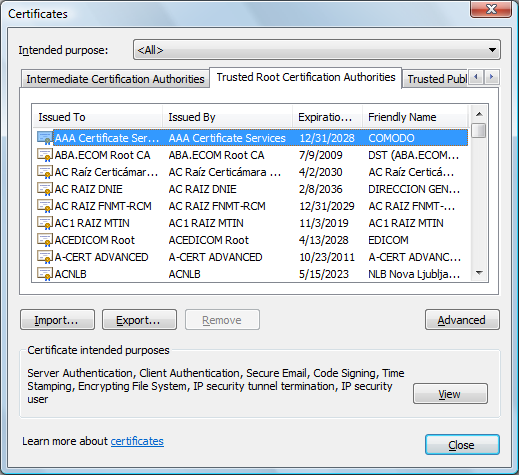 Certificates
Intended purpose: <All>
Intermediate Certification Authorities Trusted Root Certification Authorities Trusted Publ
Issued To Issued By Expiratio... Friendly Name
AAA Certificate Ser... AAA Certificate Services 12/31/2028 COMODO
ABA.ECOM Root CA ABA.ECOM Root CA 7/9/2009 DST (ABA.ECOM...
AC Raíz Certicámar... AC Raíz Certicámara ... 4/2/2030 AC Raíz Certicá...
AC RAIZ DNIE AC RAIZ DNIE 2/8/2036 DIRECCION GEN...
AC RAIZ FNMT-RCM AC RAIZ FNMT-RCM 12/31/2029 AC RAIZ FNMT-...
AC1 RAIZ MTIN AC1 RAIZ MTIN 11/3/2019 AC1 RAIZ MTIN
ACEDICOM Root ACEDICOM Root 4/13/2028 EDICOM
A-CERT ADVANCED A-CERT ADVANCED 10/23/2011 A-CERT ADVANC...
ACNLB ACNLB 5/15/2023 NLB Nova Ljublja...
Import... Export... Remove Advanced
Certificate intended purposes
Server Authentication, Client Authentication, Secure Email, Code Signing, Time
Stamping, Encrypting File System, IP security tunnel termination, IP security
user
View
Learn more about certificates
Close